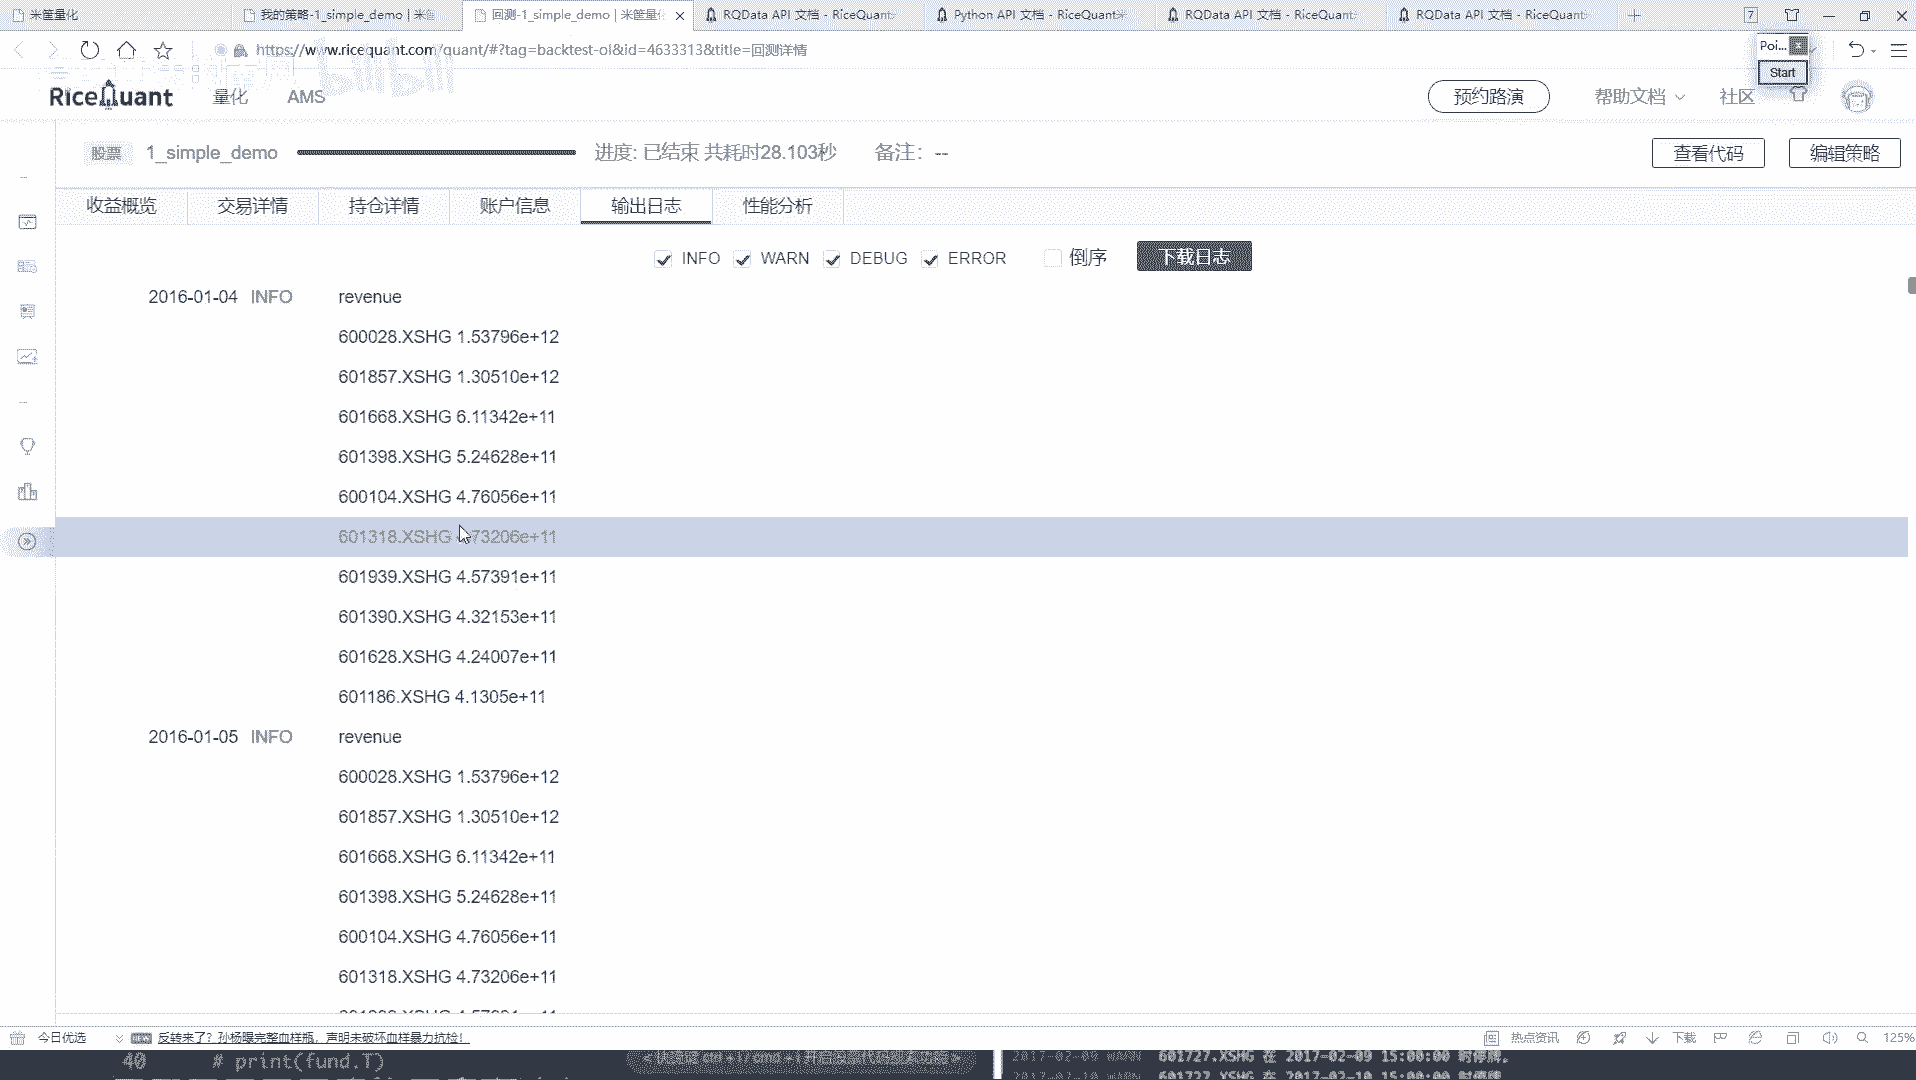 米筐量化
我的策略-1_simple_demo | 米筐
回测-1_simple_demo | 米筐量化
RQData API 文档 - RiceQuant
Python API 文档 - RiceQuant米
RQData API 文档 - RiceQuant
RQData API 文档 - RiceQuant
7
https://www.ricequant.com/quant/#?tag=backtest-ol&id=4633313&title=回测详情
Poi...
Start
bilibili
RiceQuant
量化
AMS
预约路演
帮助文档
社区
股票
1_simple_demo
进度: 已结束 共耗时28.103秒
备注: --
查看代码
编辑策略
收益概览
交易详情
持仓详情
账户信息
输出日志
性能分析
INFO
WARN
DEBUG
ERROR
倒序
下载日志
2016-01-04 INFO revenue
600028.XSHG 1.53796e+12
601857.XSHG 1.30510e+12
601668.XSHG 6.11342e+11
601398.XSHG 5.24628e+11
600104.XSHG 4.76056e+11
601318.XSHG 4.73206e+11
601939.XSHG 4.57391e+11
601390.XSHG 4.32153e+11
601628.XSHG 4.24007e+11
601186.XSHG 4.1305e+11
2016-01-05 INFO revenue
600028.XSHG 1.53796e+12
601857.XSHG 1.30510e+12
601668.XSHG 6.11342e+11
601398.XSHG 5.24628e+11
600104.XSHG 4.76056e+11
601318.XSHG 4.73206e+11
今日优选
反转来了？孙杨曝完整血样瓶，声明未破坏血样暴力抗检！
热点资讯
下载
125%
40 # print(fund.T)
2017-02-09 WARN 601727.XSHG 在 2017-02-09 15:00:00 时停牌。
2017-02-10 WARN 601727.XSHG 在 2017-02-10 15:00:00 时停牌。